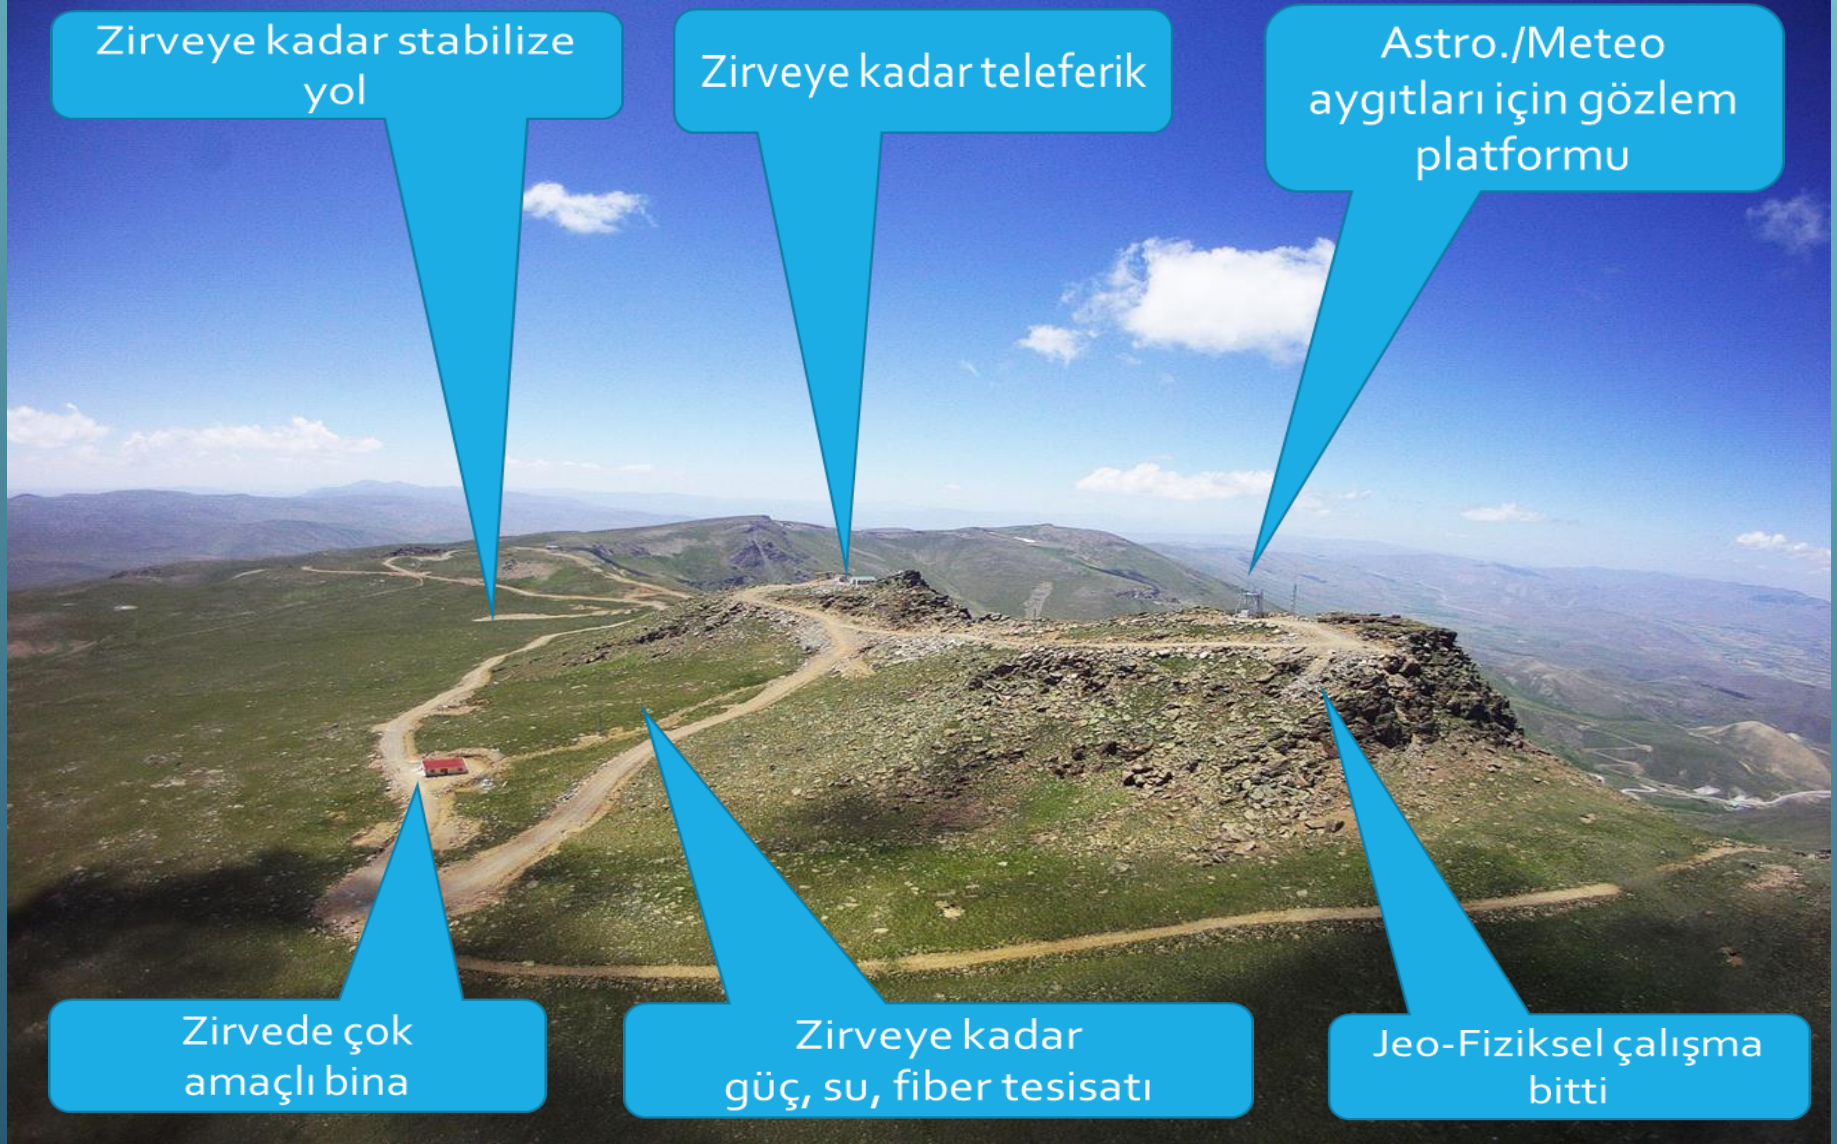 Zirveye kadar stabilize
yol
Zirveye kadar teleferik
Astro./Meteo
aygıtları için gözlem
platformu
Zirvede çok
amaçlı bina
Zirveye kadar
güç, su, fiber tesisatı
Jeo-Fiziksel çalışma
bitti